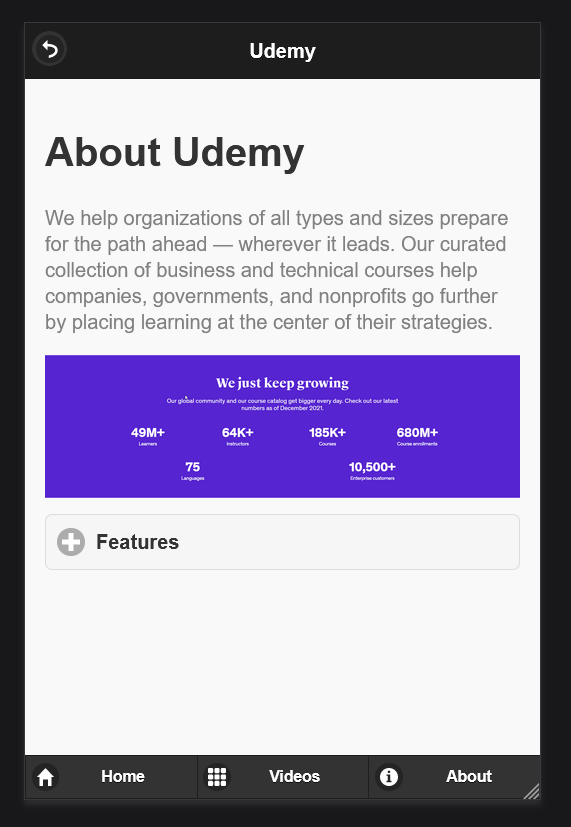 Udemy
About Udemy
We help organizations of all types and sizes prepare
for the path ahead — wherever it leads. Our curated
collection of business and technical courses help
companies, governments, and nonprofits go further
by placing learning at the center of their strategies.
We just keep growing
Our global community and our course catalog get bigger every day. Check out our latest
numbers as of December 2021.
49M+ 64K+ 185K+ 680M+
Learners Instructors Courses Course enrollments
75 10,500+
Languages Enterprise customers
Features
Home Videos About